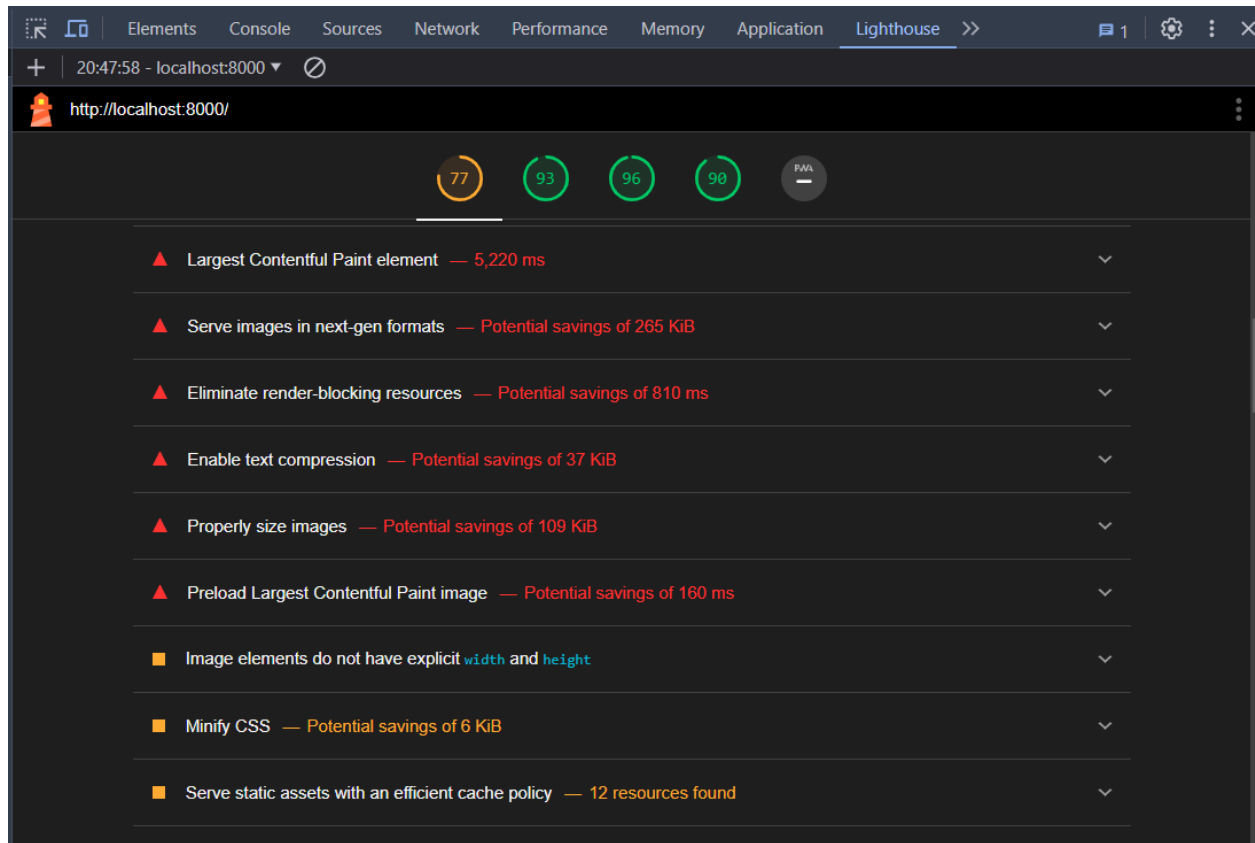 Elements Console Sources Network Performance Memory Application Lighthouse >> 1
20:47:58 - localhost:8000 ▼
http://localhost:8000/
77 93 96 90 PWA
Largest Contentful Paint element — 5,220 ms
Serve images in next-gen formats — Potential savings of 265 KiB
Eliminate render-blocking resources — Potential savings of 810 ms
Enable text compression — Potential savings of 37 KiB
Properly size images — Potential savings of 109 KiB
Preload Largest Contentful Paint image — Potential savings of 160 ms
Image elements do not have explicit width and height
Minify CSS — Potential savings of 6 KiB
Serve static assets with an efficient cache policy — 12 resources found